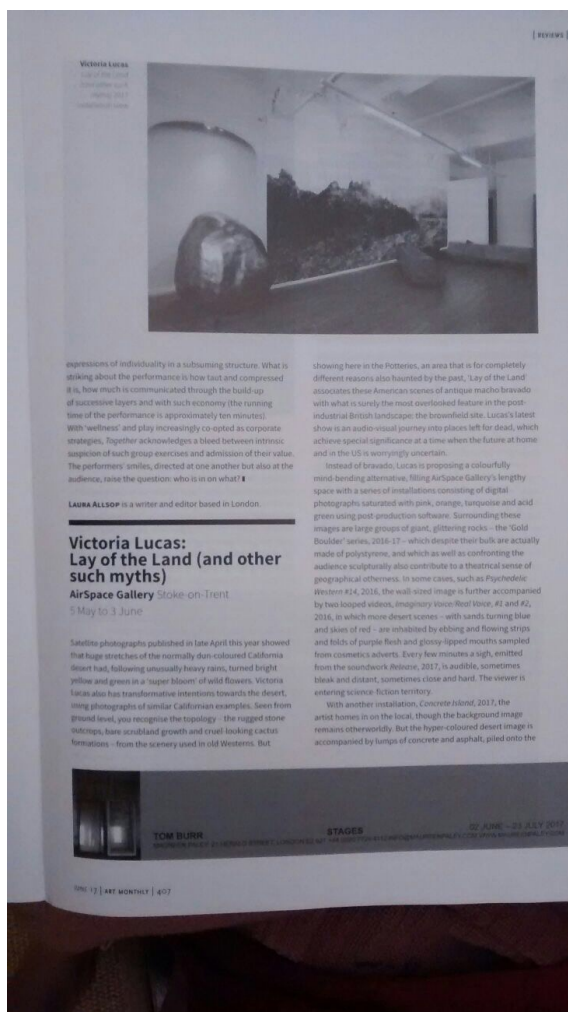 | REVIEWS |
Victoria Lucas
Lay of the Land
expressions of individuality in a subsuming structure. What is
striking about the performance is how taut and compressed
it is, how much is communicated through the build-up
of successive layers and with such economy (the running
time of the performance is approximately ten minutes).
With 'wellness' and play increasingly co-opted as corporate
strategies, Together acknowledges a bleed between intrinsic
suspicion of such group exercises and admission of their value.
The performers' smiles, directed at one another but also at the
audience, raise the question: who is in on what?
LAURA ALLSOP is a writer and editor based in London.
Victoria Lucas:
Lay of the Land (and other
such myths)
AirSpace Gallery Stoke-on-Trent
5 May to 3 June
Satellite photographs published in late April this year showed
that huge stretches of the normally dun-coloured California
desert had, following unusually heavy rains, turned bright
yellow and green in a 'super bloom' of wild flowers. Victoria
Lucas also has transformative intentions towards the desert,
using photographs of similar Californian examples. Seen from
ground level, you recognise the topology – the rugged stone
outcrops, bare scrubland growth and cruel-looking cactus
formations – from the scenery used in old Westerns. But
showing here in the Potteries, an area that is for completely
different reasons also haunted by the past, 'Lay of the Land'
associates these American scenes of antique macho bravado
with what is surely the most overlooked feature in the post-
industrial British landscape: the brownfield site. Lucas's latest
show is an audio-visual journey into places left for dead, which
achieve special significance at a time when the future at home
and in the US is worryingly uncertain.
Instead of bravado, Lucas is proposing a colourfully
mind-bending alternative, filling AirSpace Gallery's lengthy
space with a series of installations consisting of digital
photographs saturated with pink, orange, turquoise and acid
green using post-production software. Surrounding these
images are large groups of giant, glittering rocks – the 'Gold
Boulder' series, 2016-17 – which despite their bulk are actually
made of polystyrene, and which as well as confronting the
audience sculpturally also contribute to a theatrical sense of
geographical otherness. In some cases, such as Psychedelic
Western #14, 2016, the wall-sized image is further accompanied
by two looped videos, Imaginary Voice/Real Voice, #1 and #2,
2016, in which more desert scenes – with sands turning blue
and skies of red – are inhabited by ebbing and flowing strips
and folds of purple flesh and glossy-lipped mouths sampled
from cosmetics adverts. Every few minutes a sigh, emitted
from the soundwork Release, 2017, is audible, sometimes
bleak and distant, sometimes close and hard. The viewer is
entering science-fiction territory.
With another installation, Concrete Island, 2017, the
artist homes in on the local, though the background image
remains otherworldly. But the hyper-coloured desert image is
accompanied by lumps of concrete and asphalt, piled onto the
TOM BURR
STAGES
02 JUNE – 23 JULY 2017
JUNE 17 | ART MONTHLY | 407